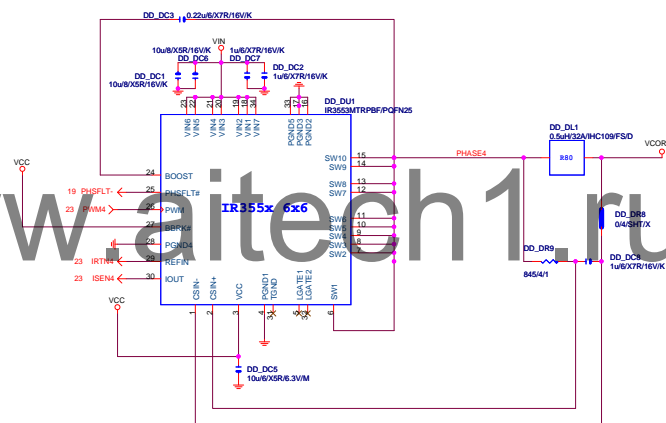 DD_DC3
0.22u/6/X7R/16V/K
VIN
10u/8/X5R/16V/K
1u/6/X7R/16V/K
DD_DC6
DD_DC7
DD_DC1
10u/8/X5R/16V/K
DD_DC2
1u/6/X7R/16V/K
DD_DU1
IR3553MTRPBF/PQFN25
23 22 21 20 19 18 34 33 17 16
VIN6 VIN5 VIN4 VIN3 VIN2 VIN1 VIN7 PGND5 PGND3 PGND2
DD_DL1
0.5uH/32A/IHC109/FS/D
R80
VCOR
PHASE4
VCC
24 BOOST
19 PHSFLT- 25 PHSFLT#
23 PWM4 26 PWM
27 BBRK#
28 PGND4
23 IRTN4 29 REFIN
23 ISEN4 30 IOUT
IR355x 6x6
SW10 15
SW9 14
SW8 13
SW7 12
SW6 11
SW5 10
SW4 9
SW3 8
SW2 7
www.aitech1.ru
DD_DR8
0/4/SHT/X
DD_DR9
845/4/1
DD_DC8
1u/6/X7R/16V/K
CSIN- CSIN+ VCC PGND1 TGND LGATE1 LGATE2 SW1
1 2 3 4 31 5 32 6
VCC
DD_DC5
10u/6/X5R/6.3V/M